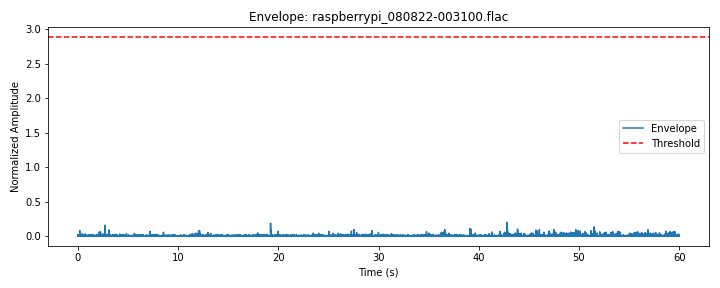 Envelope: raspberrypi_080822-003100.flac
3.0
2.5
2.0
1.5
1.0
0.5
0.0
Normalized Amplitude
Envelope
Threshold
0
10
20
30
40
50
60
Time (s)